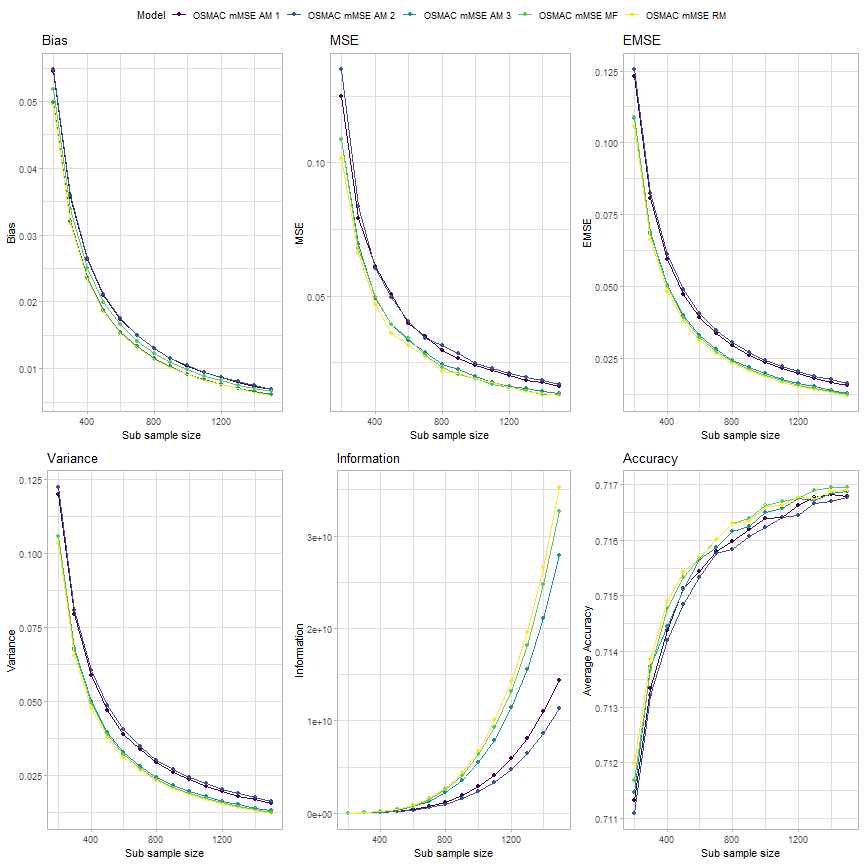 Model OSMAC mMSE AM 1 OSMAC mMSE AM 2 OSMAC mMSE AM 3 OSMAC mMSE MF OSMAC mMSE RM
Bias
0.05
0.04
0.03
0.02
0.01
Bias
400 800 1200
Sub sample size
MSE
0.10
0.05
MSE
400 800 1200
Sub sample size
EMSE
0.125
0.100
0.075
0.050
0.025
EMSE
400 800 1200
Sub sample size
Variance
0.125
0.100
0.075
0.050
0.025
Variance
400 800 1200
Sub sample size
Information
3e+10
2e+10
1e+10
0e+00
Information
400 800 1200
Sub sample size
Accuracy
0.717
0.716
0.715
0.714
0.713
0.712
0.711
Average Accuracy
400 800 1200
Sub sample size